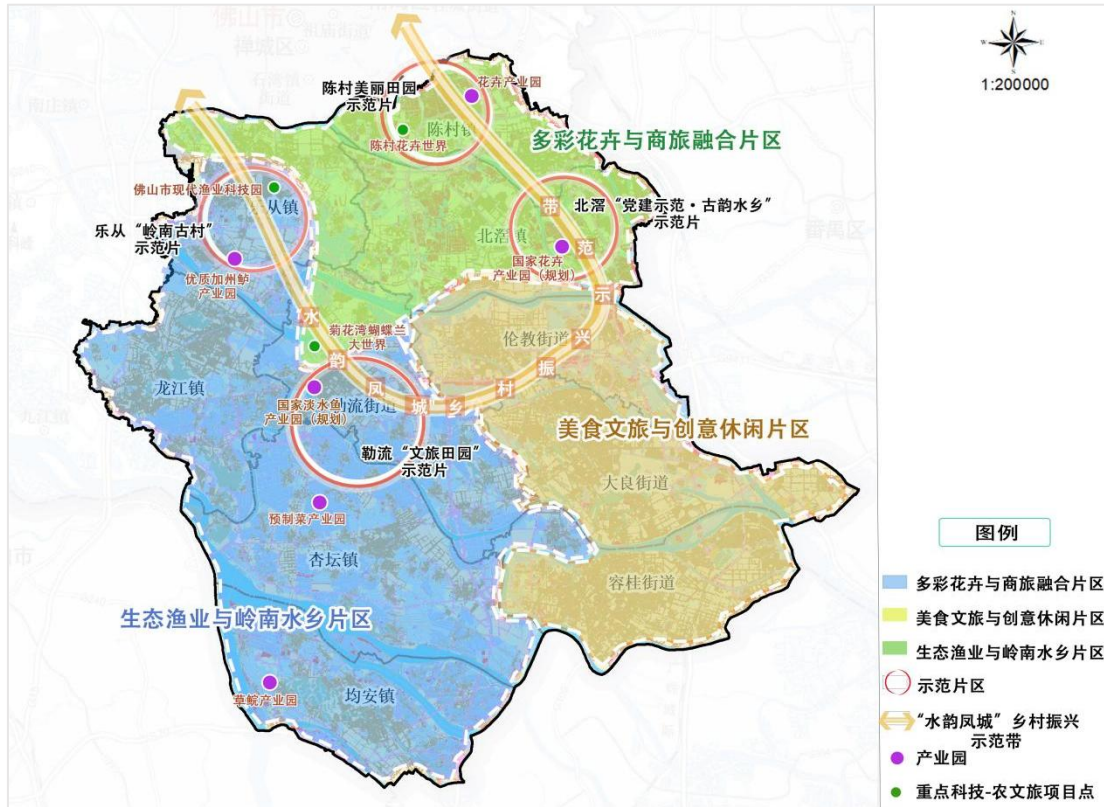 N
W
E
S
1:200000
佛山市
禅城区
石湾镇
街道
番禺区
陈村美丽田园
示范片
花卉产业园
陈村镇
陈村花卉世界
多彩花卉与商旅融合片区
佛山市现代渔业科技园
乐从“岭南古村”
示范片
优质加州鲈
产业园
北滘“党建示范·古韵水乡”
示范片
北滘镇
国家花卉
产业园（规划）
水韵凤城乡村振兴示范带
菊花湾蝴蝶兰
大世界
伦教街道
龙江镇
国家淡水鱼
产业园（规划）
勒流街道
勒流“文旅田园”
示范片
美食文旅与创意休闲片区
大良街道
预制菜产业园
杏坛镇
容桂街道
生态渔业与岭南水乡片区
草鲩产业园
均安镇
图例
多彩花卉与商旅融合片区
美食文旅与创意休闲片区
生态渔业与岭南水乡片区
示范片区
“水韵凤城”乡村振兴
示范带
产业园
重点科技-农文旅项目点